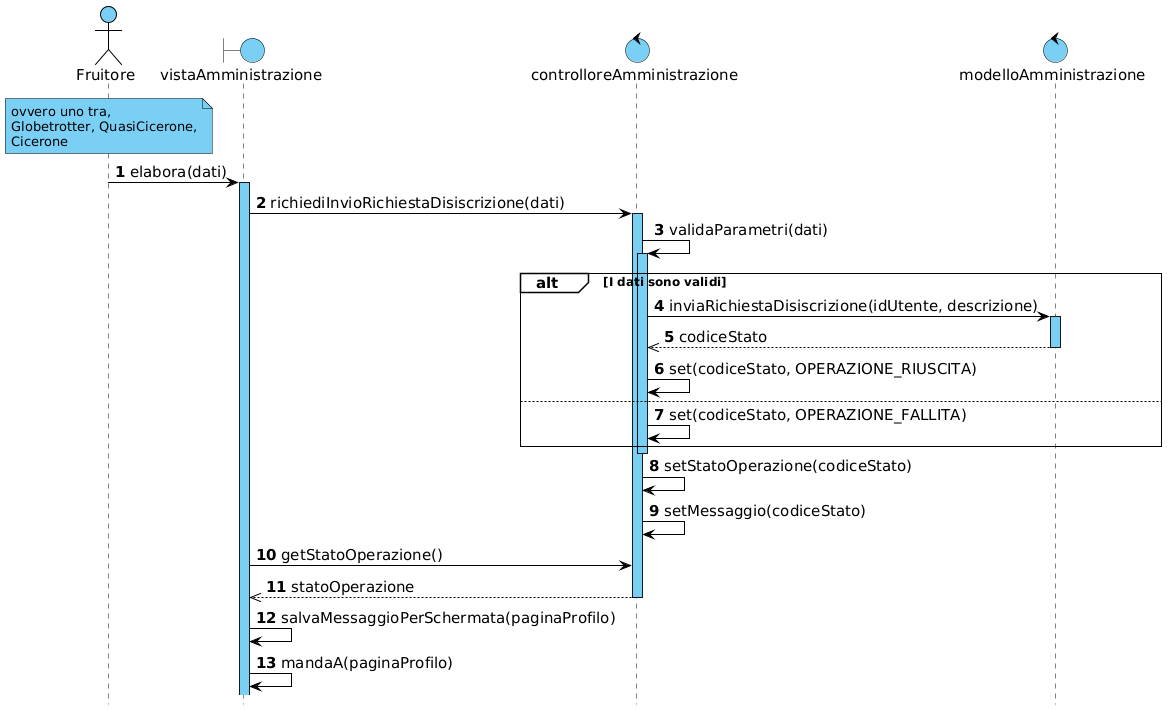 Fruitore
vistaAmministrazione
controlloreAmministrazione
modelloAmministrazione
ovvero uno tra,
Globetrotter, QuasiCicerone,
Cicerone
1 elabora(dati)
2 richiediInvioRichiestaDisiscrizione(dati)
3 validaParametri(dati)
alt [I dati sono validi]
4 inviaRichiestaDisiscrizione(idUtente, descrizione)
5 codiceStato
6 set(codiceStato, OPERAZIONE_RIUSCITA)
7 set(codiceStato, OPERAZIONE_FALLITA)
8 setStatoOperazione(codiceStato)
9 setMessaggio(codiceStato)
10 getStatoOperazione()
11 statoOperazione
12 salvaMessaggioPerSchermata(paginaProfilo)
13 mandaA(paginaProfilo)